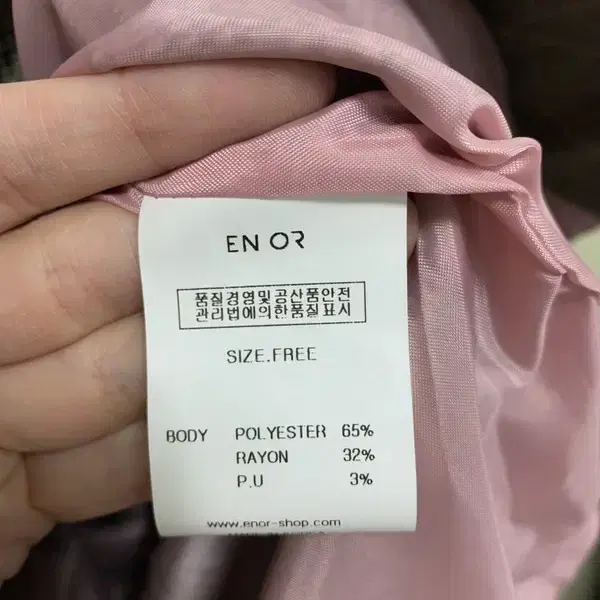 EN OR
품질경영및공산품안전
관리법에의한품질표시
SIZE.FREE
BODY POLYESTER 65%
RAYON 32%
P.U 3%
www.enor-shop.com